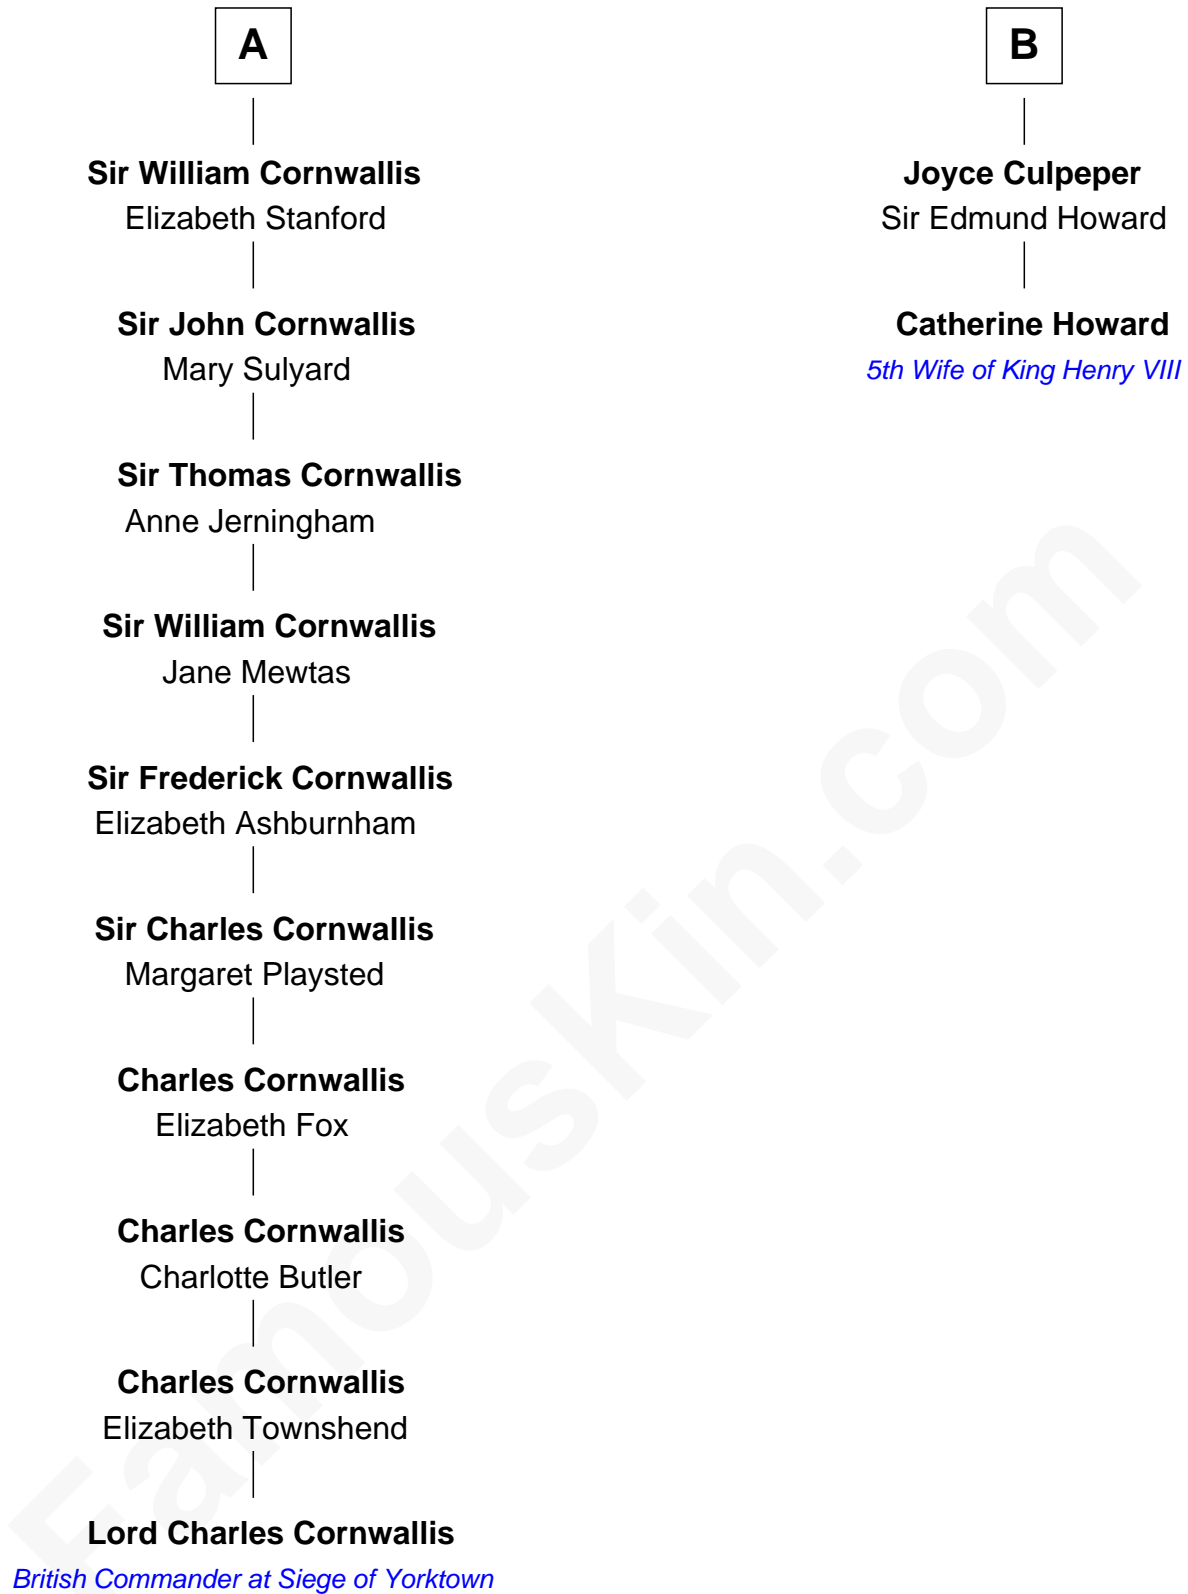 A
Sir William Cornwallis
Elizabeth Stanford
Sir John Cornwallis
Mary Sulyard
Sir Thomas Cornwallis
Anne Jerningham
Sir William Cornwallis
Jane Mewtas
Sir Frederick Cornwallis
Elizabeth Ashburnham
Sir Charles Cornwallis
Margaret Playsted
Charles Cornwallis
Elizabeth Fox
Charles Cornwallis
Charlotte Butler
Charles Cornwallis
Elizabeth Townshend
Lord Charles Cornwallis
British Commander at Siege of Yorktown
B
Joyce Culpeper
Sir Edmund Howard
Catherine Howard
5th Wife of King Henry VIII
FamousKin.com